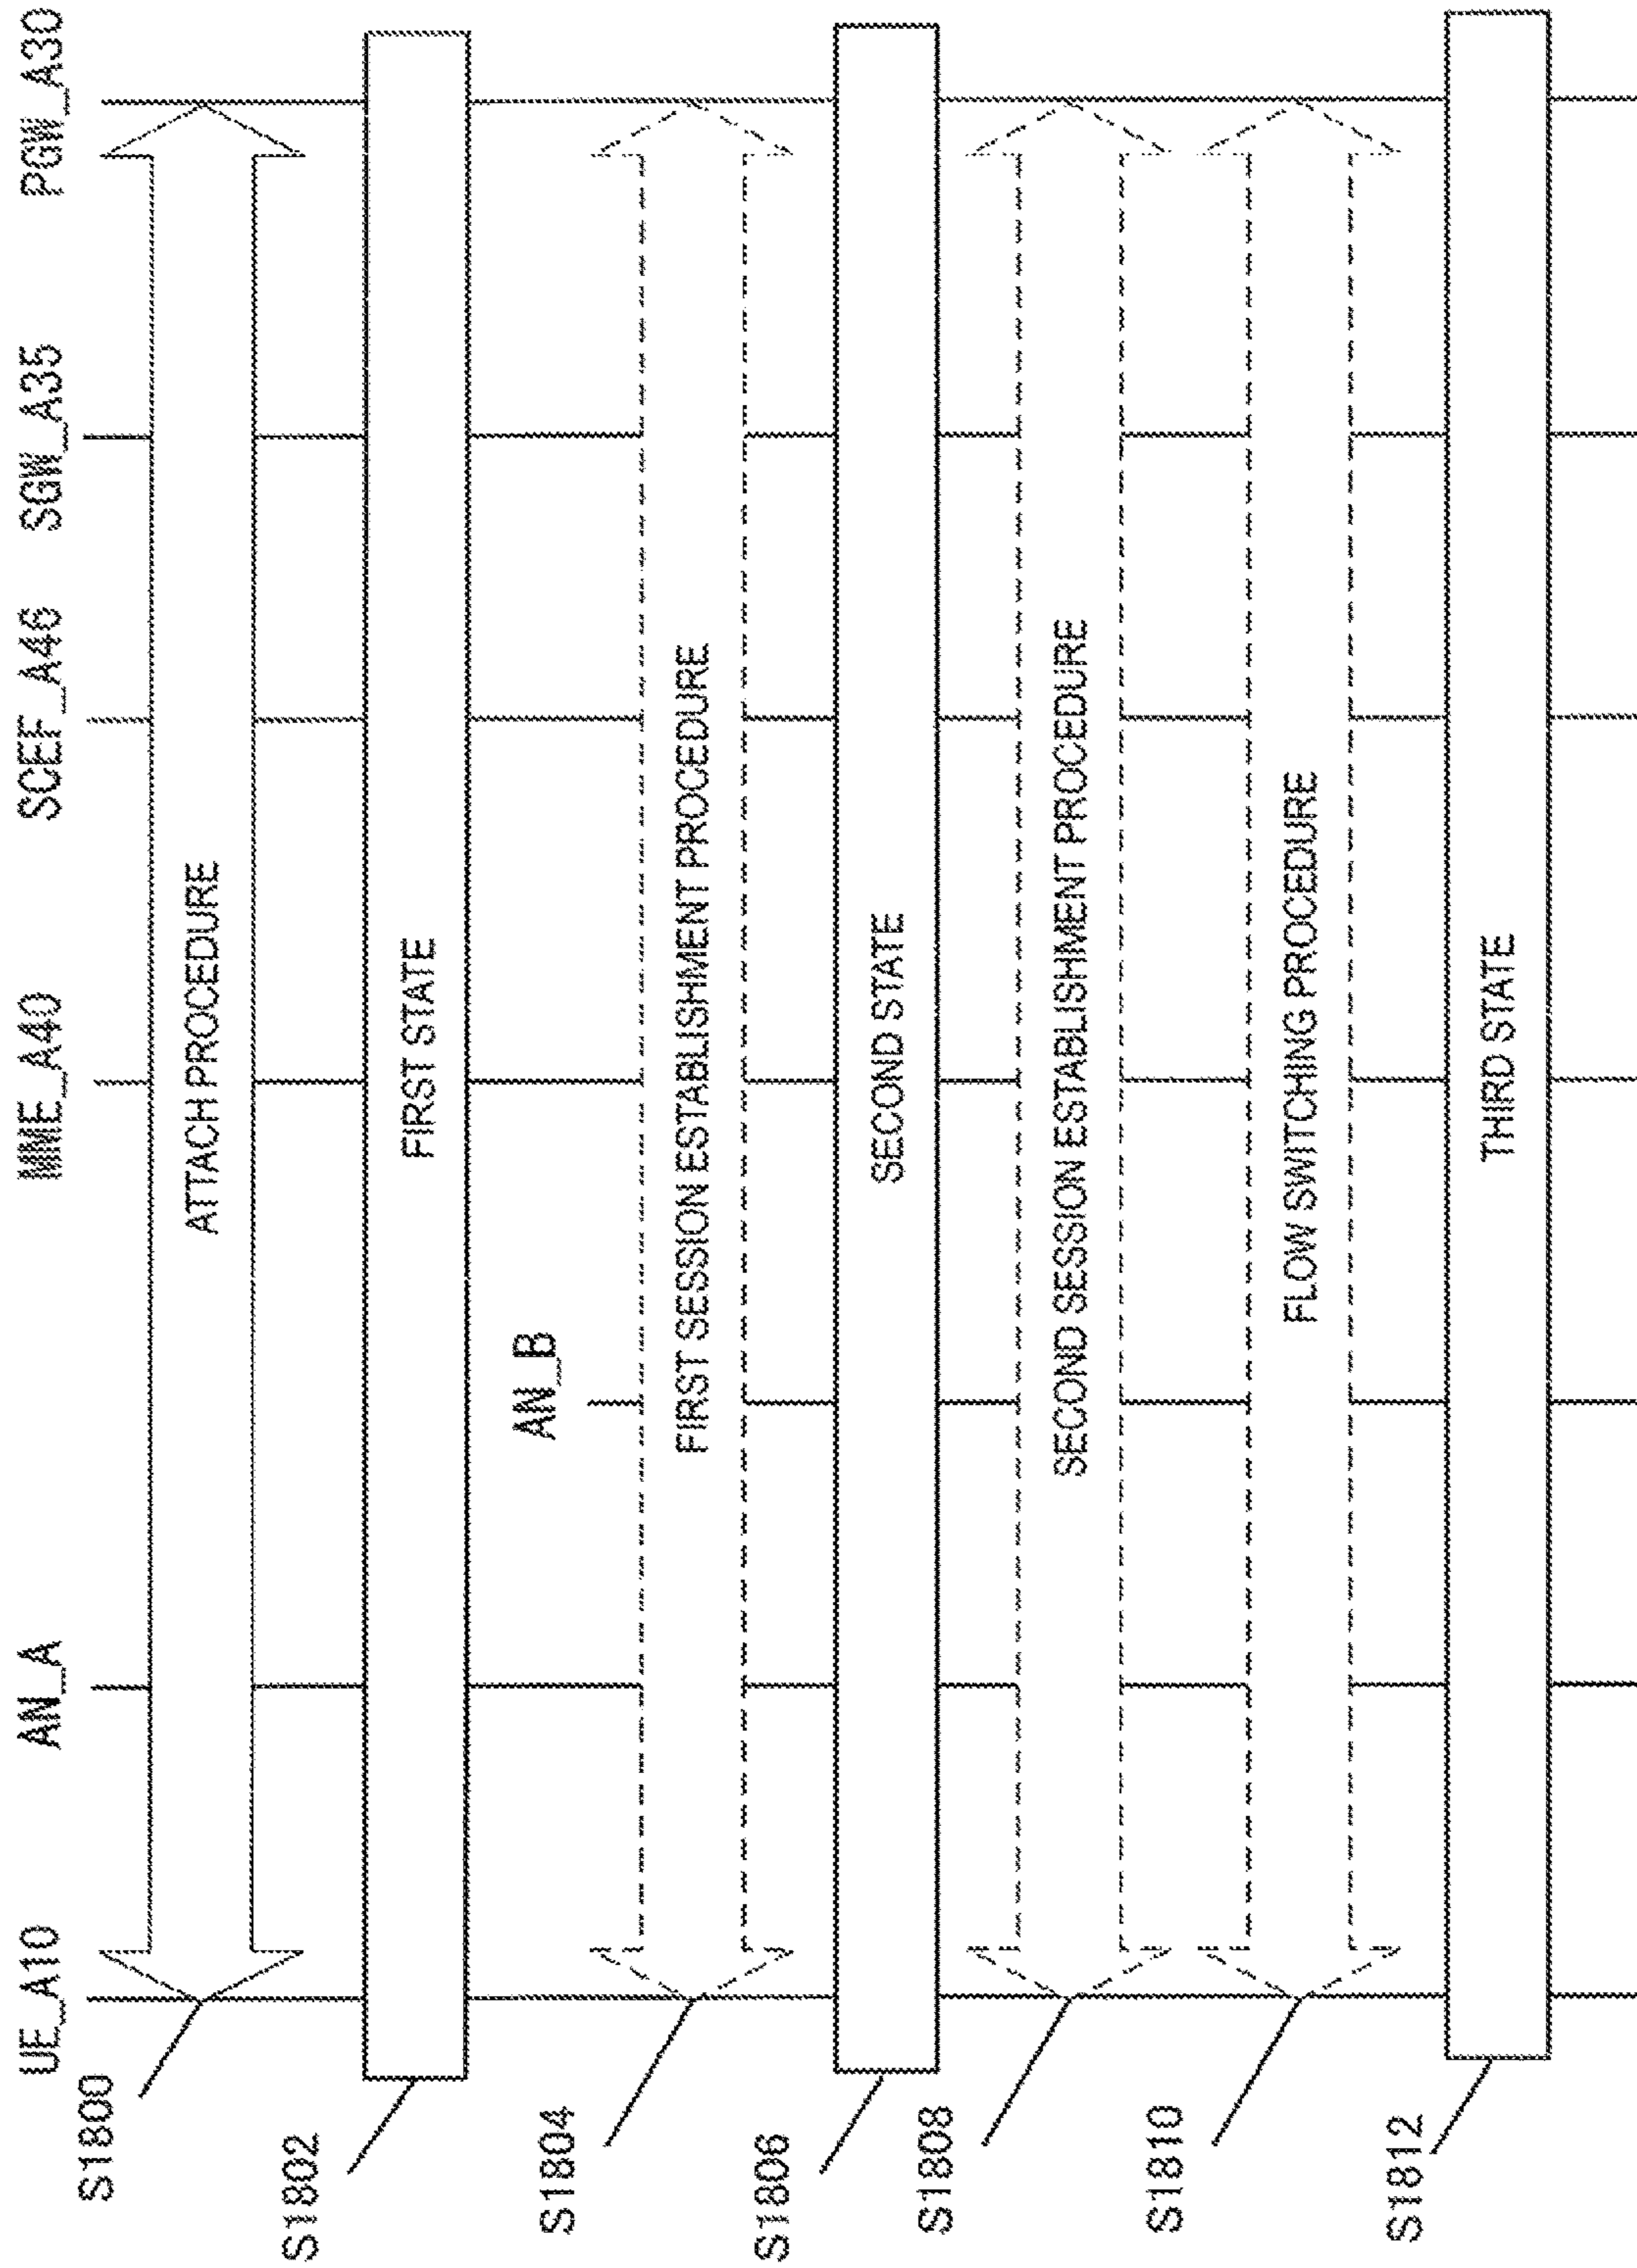 UE_A10
AN_A
MME_A40
SCEF_A46
SGW_A35
PGW_A30
S1800
ATTACH PROCEDURE
S1802
FIRST STATE
AN_B
S1804
FIRST SESSION ESTABLISHMENT PROCEDURE
S1806
SECOND STATE
S1808
SECOND SESSION ESTABLISHMENT PROCEDURE
S1810
FLOW SWITCHING PROCEDURE
S1812
THIRD STATE